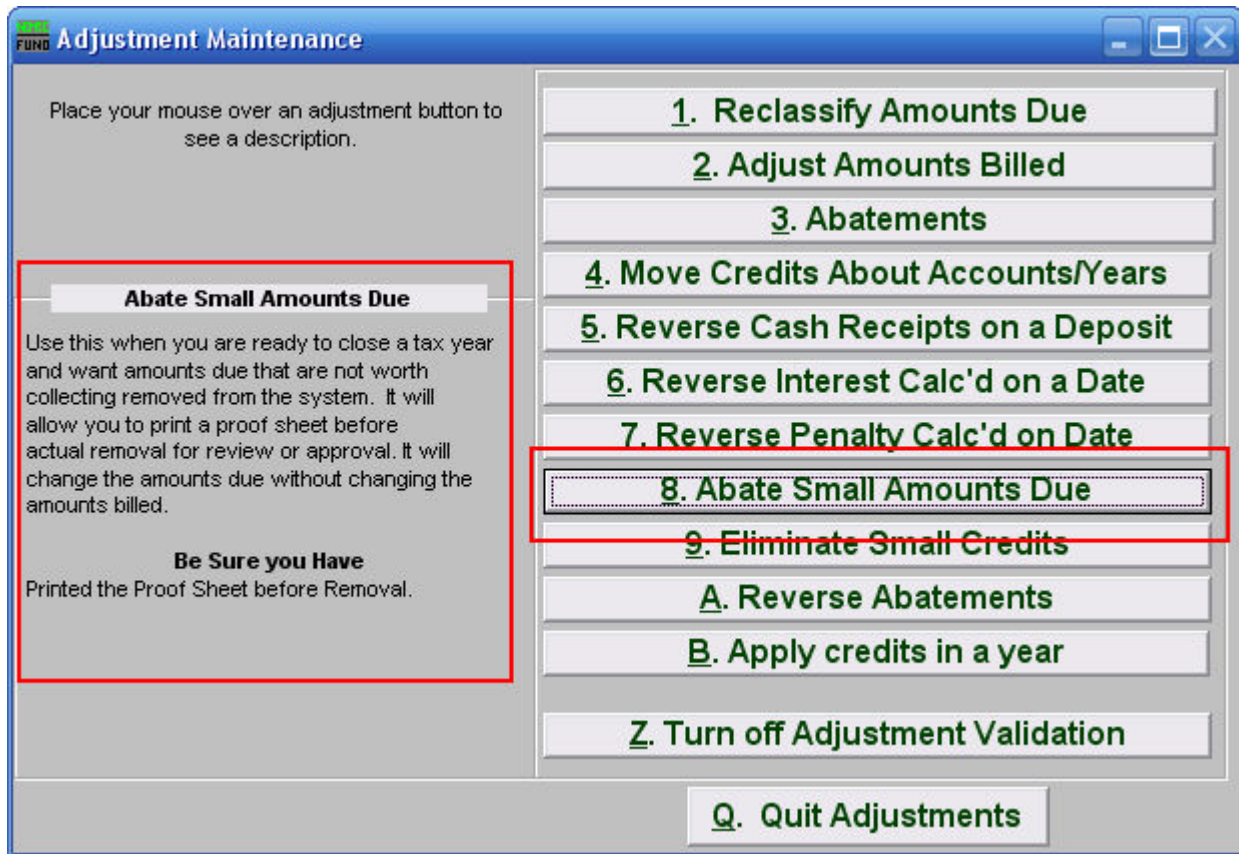 FUND Adjustment Maintenance
Place your mouse over an adjustment button to
see a description.
Abate Small Amounts Due
Use this when you are ready to close a tax year
and want amounts due that are not worth
collecting removed from the system. It will
allow you to print a proof sheet before
actual removal for review or approval. It will
change the amounts due without changing the
amounts billed.
Be Sure you Have
Printed the Proof Sheet before Removal.
1. Reclassify Amounts Due
2. Adjust Amounts Billed
3. Abatements
4. Move Credits About Accounts/Years
5. Reverse Cash Receipts on a Deposit
6. Reverse Interest Calc'd on a Date
7. Reverse Penalty Calc'd on Date
8. Abate Small Amounts Due
9. Eliminate Small Credits
A. Reverse Abatements
B. Apply credits in a year
Z. Turn off Adjustment Validation
Q. Quit Adjustments